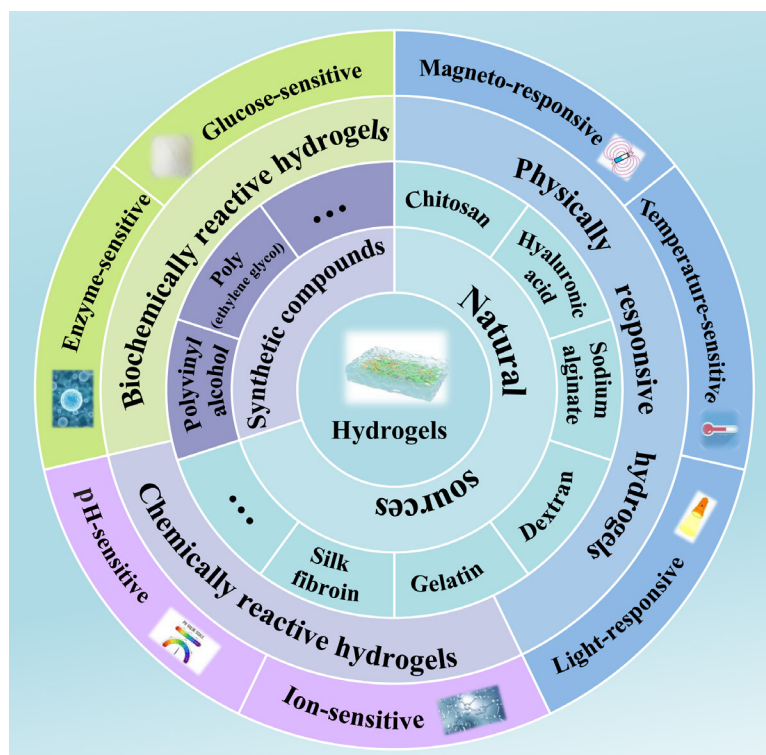 Hydrogels
Natural
sources
Synthetic compounds
Chitosan
Hyaluronic
acid
Sodium
alginate
Dextran
Gelatin
Silk
fibroin
...
Polyvinyl
alcohol
Poly
(ethylene glycol)
...
Physically responsive hydrogels
Chemically reactive hydrogels
Biochemically reactive hydrogels
Magneto-responsive
Temperature-sensitive
Light-responsive
Ion-sensitive
pH-sensitive
Enzyme-sensitive
Glucose-sensitive